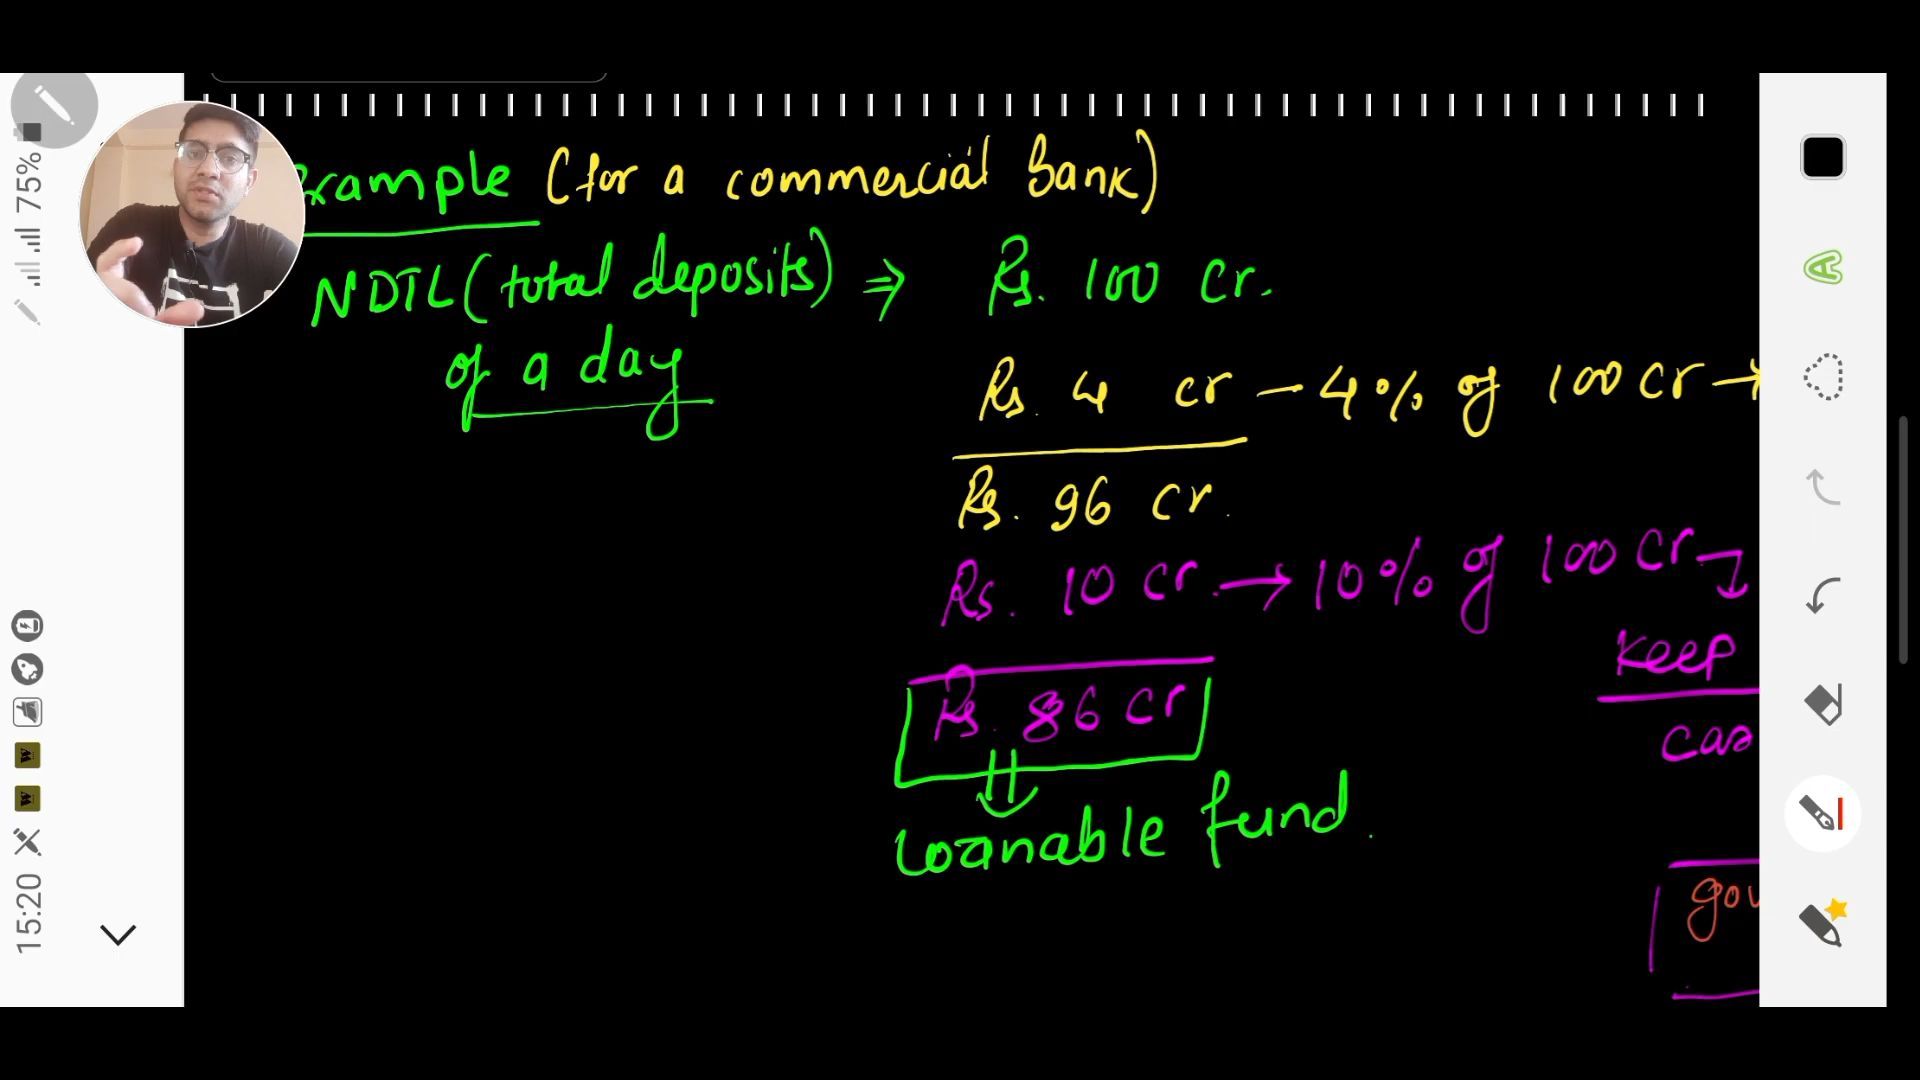 75%
15:20
Example (for a commercial Bank)
NDTL (total deposits) ⇒ Rs. 100 Cr.
of a day
Rs. 4 cr — 4% of 100 Cr →
Rs. 96 Cr.
Rs. 10 Cr. → 10% of 100 Cr
Keep
Rs. 86 Cr
loanable fund.